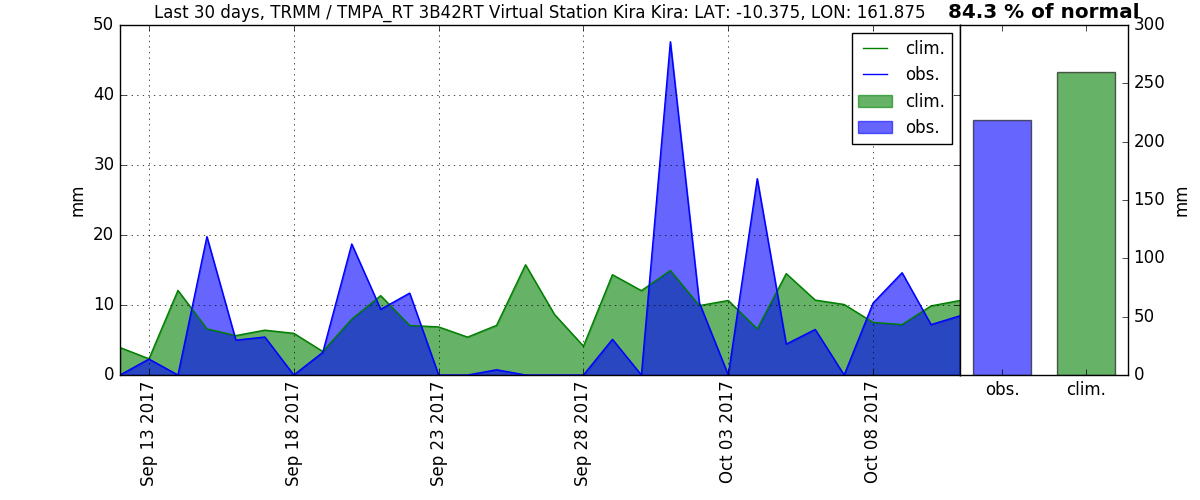 Last 30 days, TRMM / TMPA_RT 3B42RT Virtual Station Kira Kira: LAT: -10.375, LON: 161.875
84.3 % of normal
50
40
30
20
10
0
mm
clim.
obs.
clim.
obs.
Sep 13 2017
Sep 18 2017
Sep 23 2017
Sep 28 2017
Oct 03 2017
Oct 08 2017
300
250
200
150
100
50
0
mm
obs.
clim.